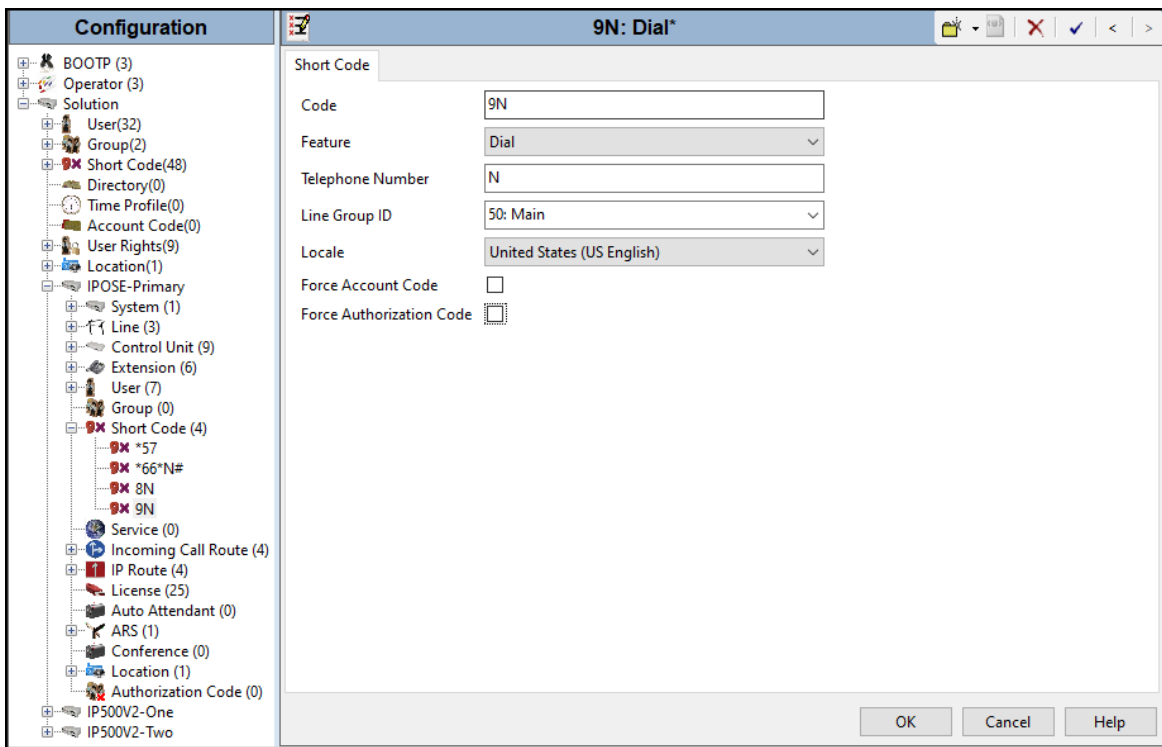 Configuration
BOOTP (3)
Operator (3)
Solution
User(32)
Group(2)
Short Code(48)
Directory(0)
Time Profile(0)
Account Code(0)
User Rights(9)
Location(1)
IPOSE-Primary
System (1)
Line (3)
Control Unit (9)
Extension (6)
User (7)
Group (0)
Short Code (4)
*57
*66*N#
8N
9N
Service (0)
Incoming Call Route (4)
IP Route (4)
License (25)
Auto Attendant (0)
ARS (1)
Conference (0)
Location (1)
Authorization Code (0)
IP500V2-One
IP500V2-Two
9N: Dial*
Short Code
Code 9N
Feature Dial
Telephone Number N
Line Group ID 50: Main
Locale United States (US English)
Force Account Code
Force Authorization Code
OK Cancel Help